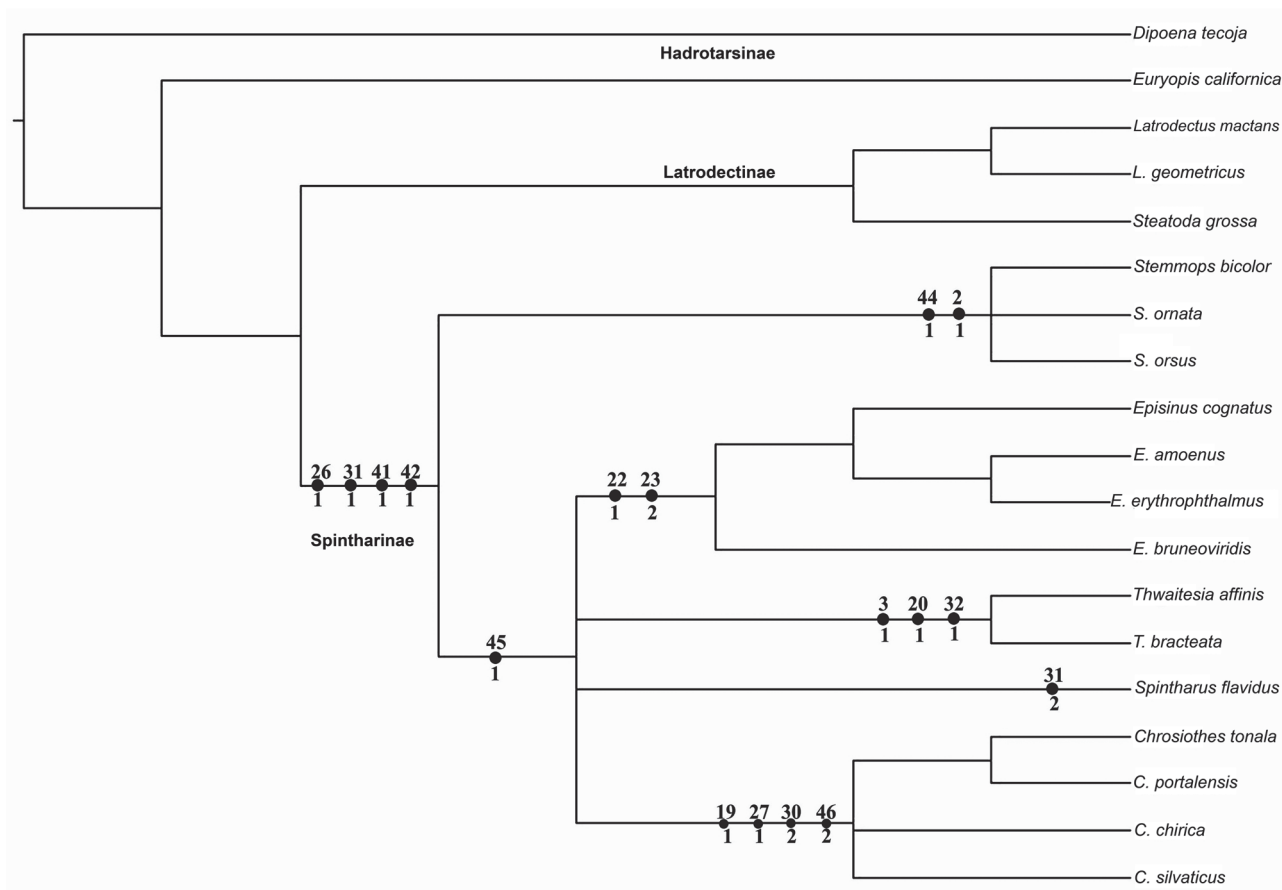 Dipoena tecoja
Hadrotarsinae
Euryopis californica
Latrodectus mactans
Latrodectinae
L. geometricus
Steatoda grossa
Stemmops bicolor
44 2
S. ornata
1 1
S. orsus
Episinus cognatus
E. amoenus
26 31 41 42
1 1 1 1
22 23
1 2
E. erythrophthalmus
Spintharinae
E. bruneoviridis
Thwaitesia affinis
3 20 32
1 1 1
T. bracteata
45
1
31
Spintharus flavidus
2
Chrosiothes tonala
C. portalensis
19 27 30 46
1 1 2 2
C. chirica
C. silvaticus